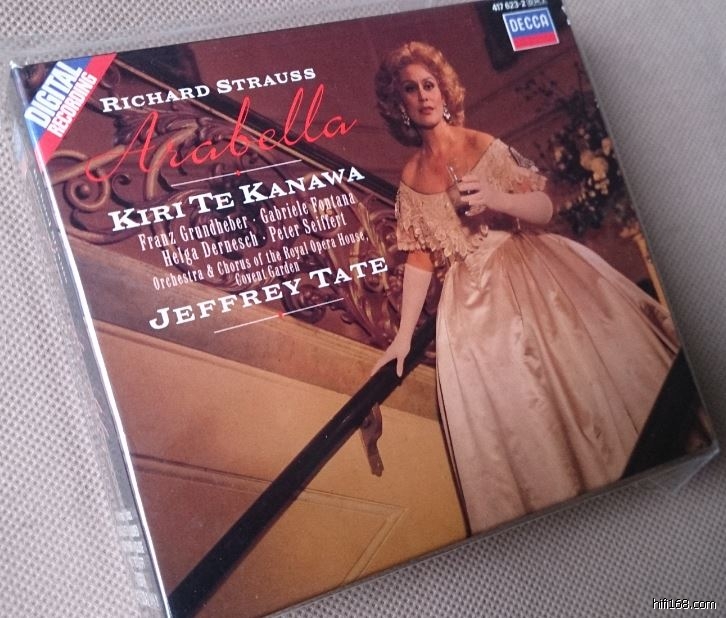 417 623-2
DECCA
DIGITAL
RECORDING
RICHARD STRAUSS
Arabella
KIRI TE KANAWA
Franz Grundheber · Gabriele Fontana
Helga Dernesch · Peter Seiffert
Orchestra & Chorus of the Royal Opera House,
Covent Garden
JEFFREY TATE
hifi168.com